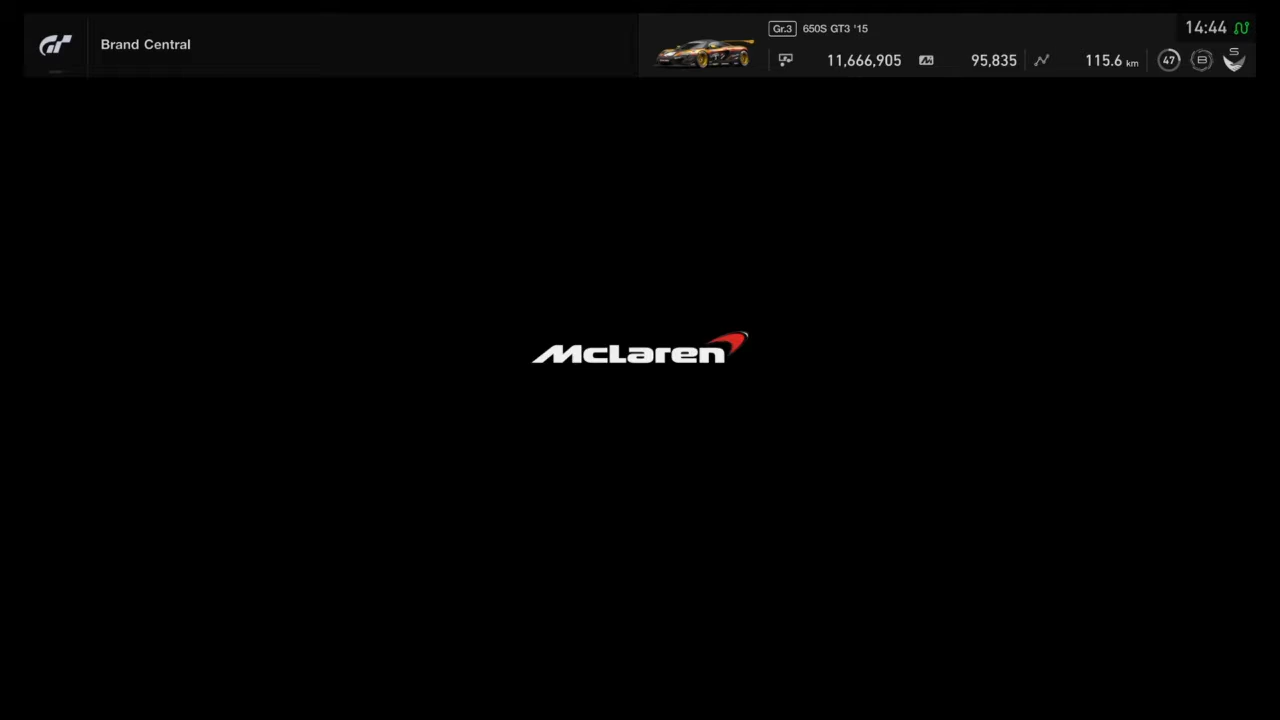 GT
Brand Central
Gr.3 650S GT3 '15
14:44
11,666,905
95,835
115.6 km
47
B
S
McLaren